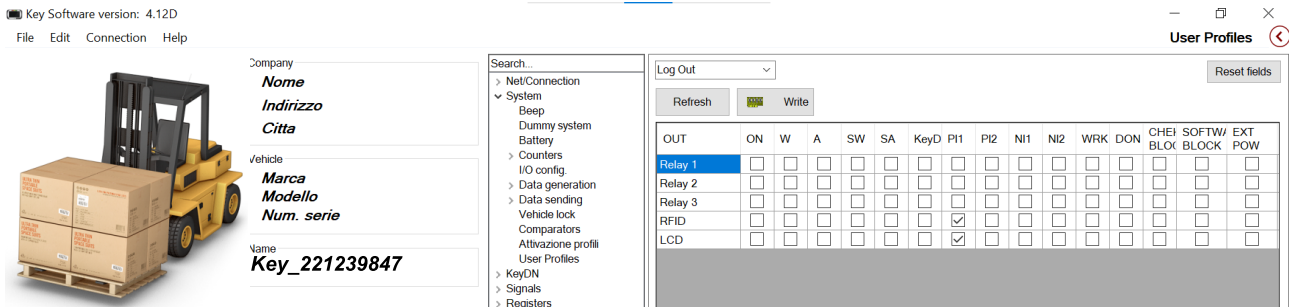 Key Software version: 4.12D
File Edit Connection Help
User Profiles
Company
Nome
Indirizzo
Citta
Vehicle
Marca
Modello
Num. serie
Name
Key_221239847
Search...
Net/Connection
System
Beep
Dummy system
Battery
Counters
I/O config.
Data generation
Data sending
Vehicle lock
Comparators
Attivazione profili
User Profiles
KeyDN
Signals
Registers
Log Out
Reset fields
Refresh Write
OUT ON W A SW SA KeyD PI1 PI2 NI1 NI2 WRK DON CHEK BLOC SOFTW BLOCK EXT POW
Relay 1
Relay 2
Relay 3
RFID
LCD